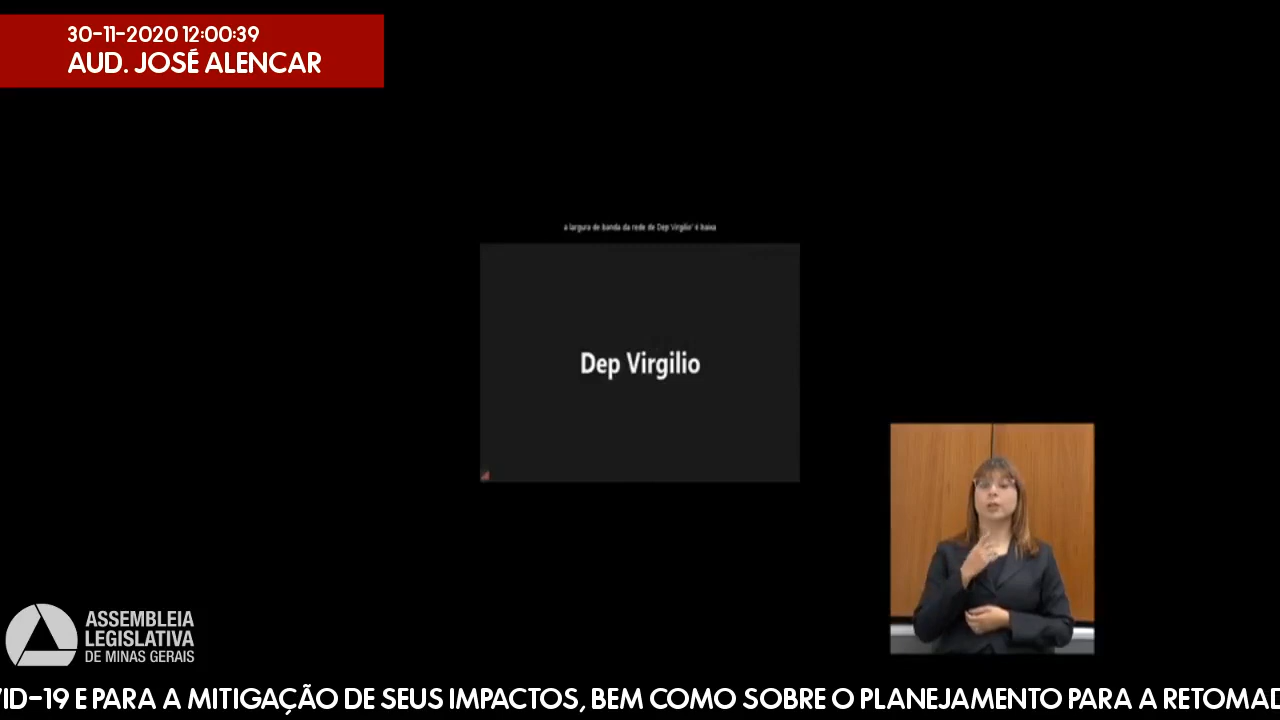 30-11-2020 12:00:39
AUD. JOSÉ ALENCAR
a largura de banda da rede de Dep Virgilio' é baixa
Dep Virgilio
ASSEMBLEIA
LEGISLATIVA
DE MINAS GERAIS
VID-19 E PARA A MITIGAÇÃO DE SEUS IMPACTOS, BEM COMO SOBRE O PLANEJAMENTO PARA A RETOMAD